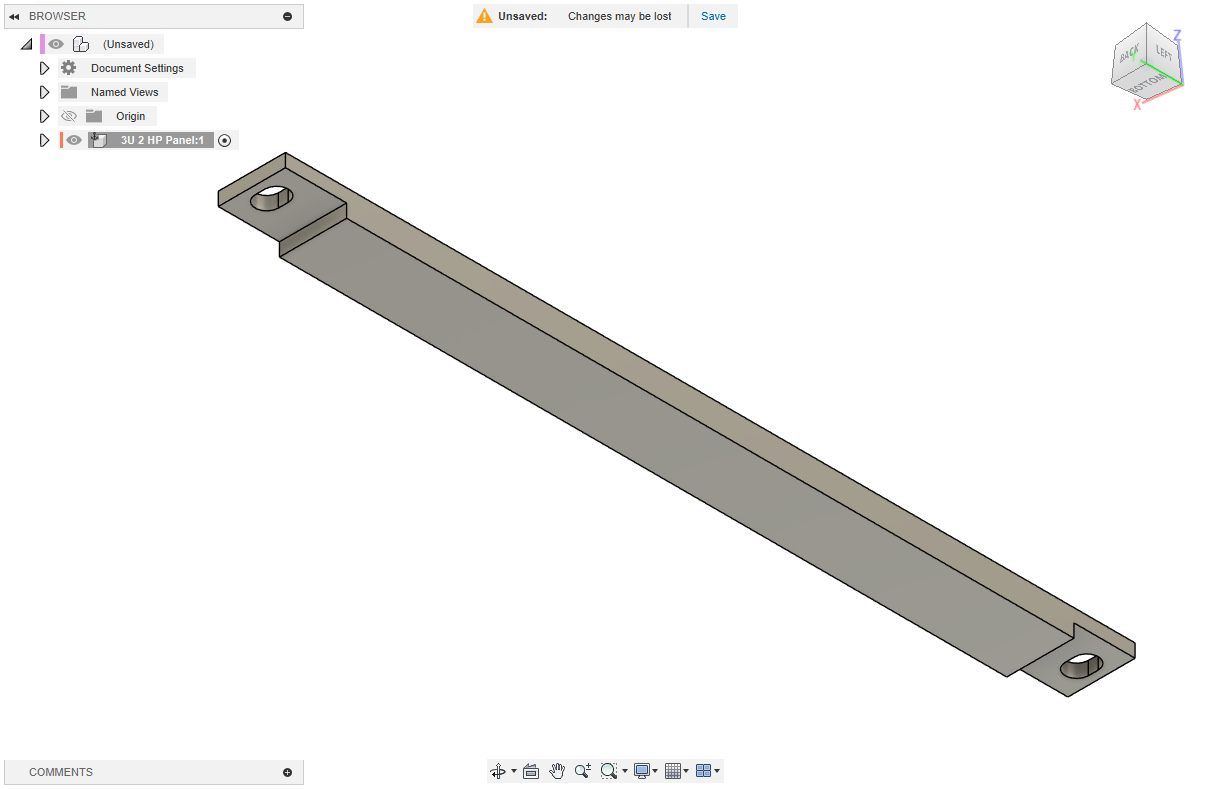 BROWSER
Unsaved: Changes may be lost Save
(Unsaved)
Document Settings
Named Views
Origin
3U 2 HP Panel:1
BACK LEFT
BOTTOM
Z
X
COMMENTS